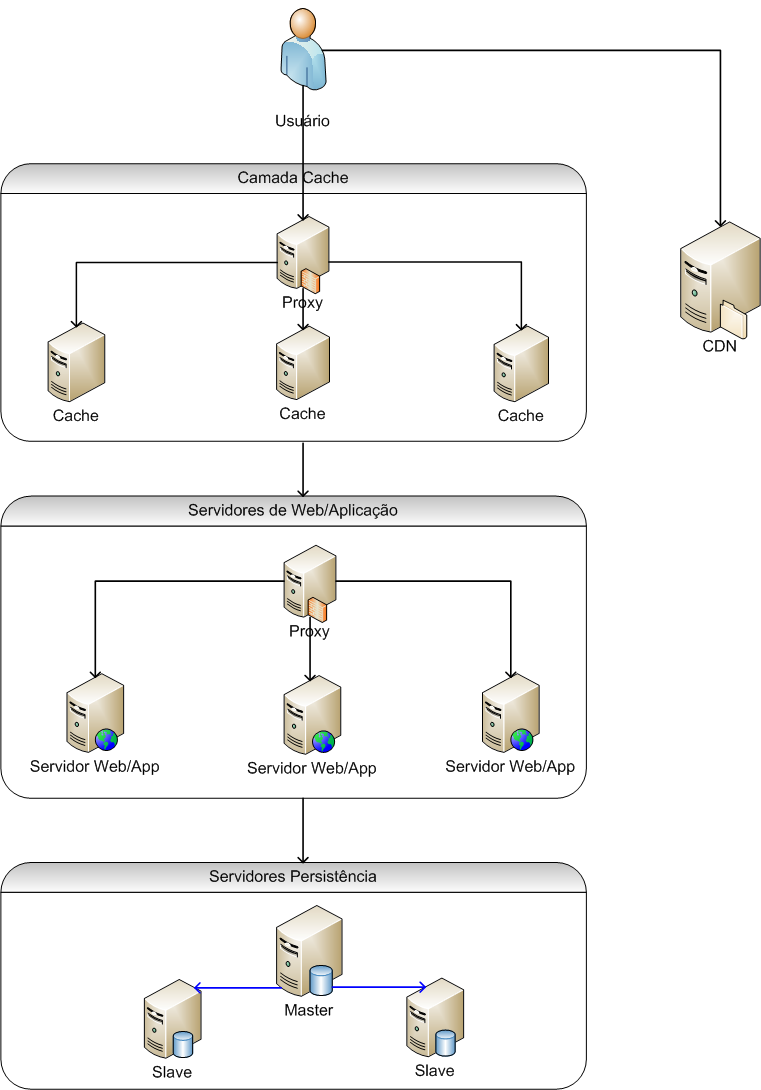 Usuário
Camada Cache
Proxy
CDN
Cache
Cache
Cache
Servidores de Web/Aplicação
Proxy
Servidor Web/App
Servidor Web/App
Servidor Web/App
Servidores Persistência
Master
Slave
Slave